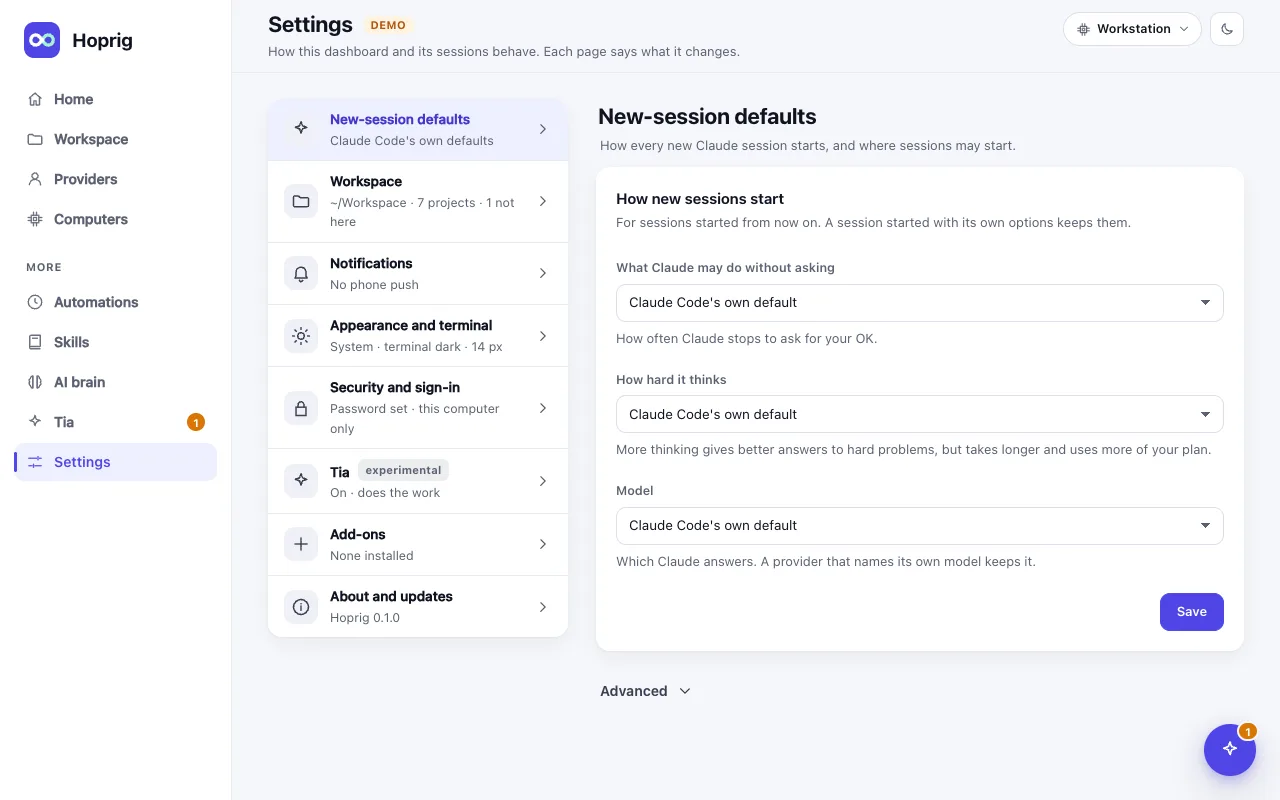 Hoprig
Home
Workspace
Providers
Computers
MORE
Automations
Skills
AI brain
Tia
1
Settings
Settings
DEMO
How this dashboard and its sessions behave. Each page says what it changes.
Workstation
New-session defaults
Claude Code's own defaults
Workspace
~/Workspace · 7 projects · 1 not
here
Notifications
No phone push
Appearance and terminal
System · terminal dark · 14 px
Security and sign-in
Password set · this computer
only
Tia
experimental
On · does the work
Add-ons
None installed
About and updates
Hoprig 0.1.0
New-session defaults
How every new Claude session starts, and where sessions may start.
How new sessions start
For sessions started from now on. A session started with its own options keeps them.
What Claude may do without asking
Claude Code's own default
How often Claude stops to ask for your OK.
How hard it thinks
Claude Code's own default
More thinking gives better answers to hard problems, but takes longer and uses more of your plan.
Model
Claude Code's own default
Which Claude answers. A provider that names its own model keeps it.
Save
Advanced
1